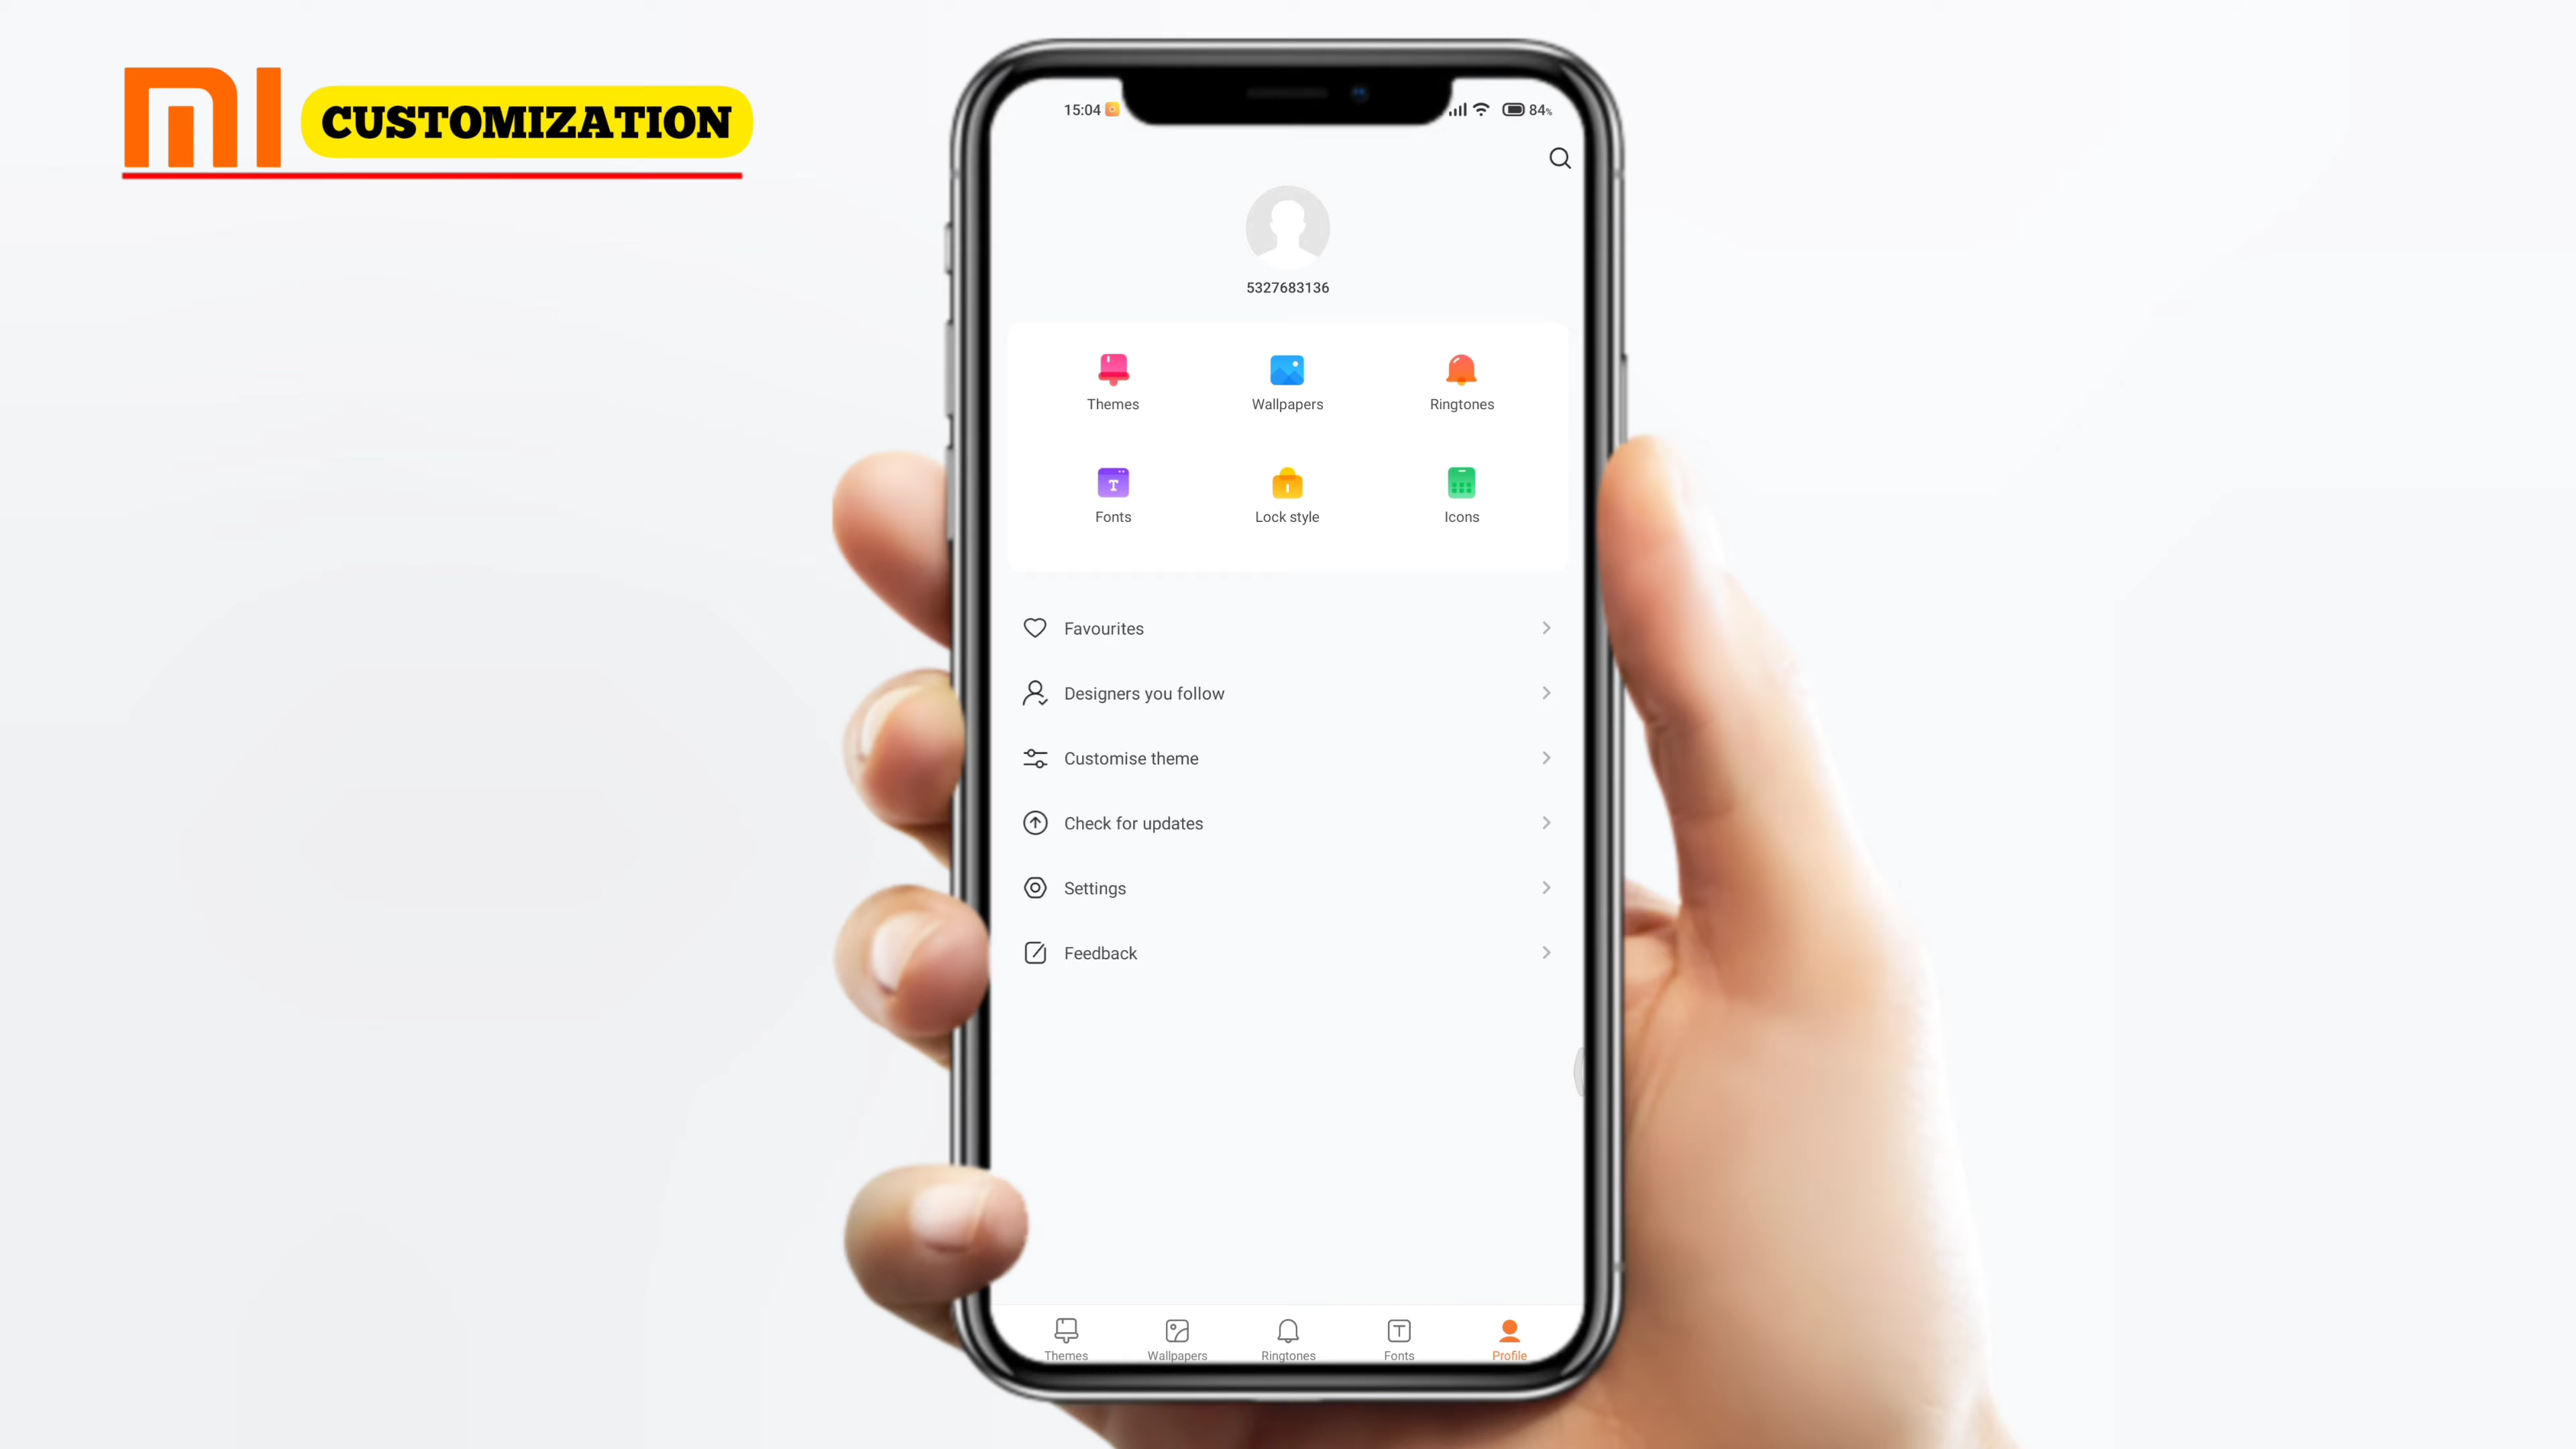 MI CUSTOMIZATION
15:04 84%
5327683136
Themes Wallpapers Ringtones
Fonts Lock style Icons
Favourites
Designers you follow
Customise theme
Check for updates
Settings
Feedback
Themes Wallpapers Ringtones Fonts Profile